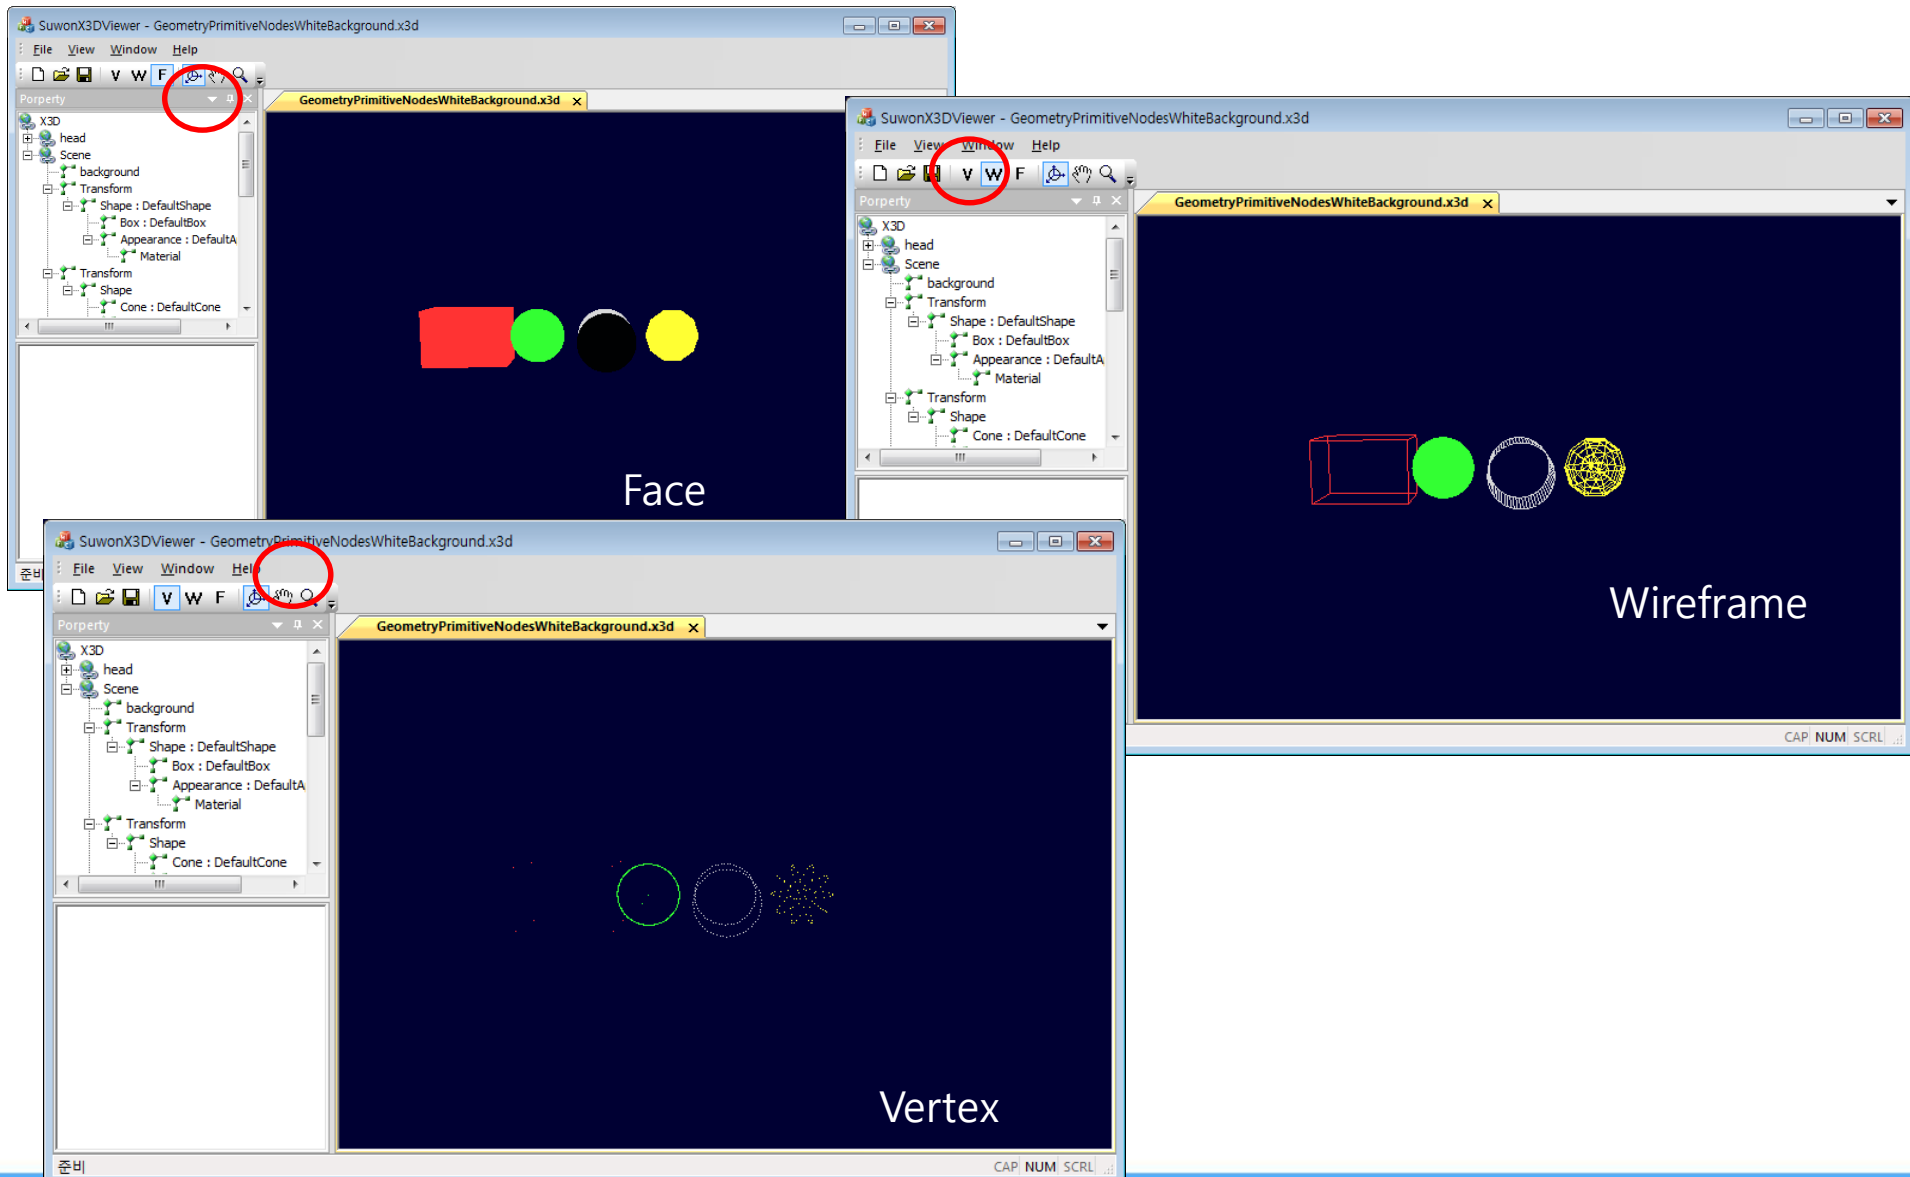 SuwonX3DViewer - GeometryPrimitiveNodesWhiteBackground.x3d
File View Window Help
V W F
Porperty
GeometryPrimitiveNodesWhiteBackground.x3d
X3D
head
Scene
background
Transform
Shape : DefaultShape
Box : DefaultBox
Appearance : DefaultA
Material
Transform
Shape
Cone : DefaultCone
Face
준비
SuwonX3DViewer - GeometryPrimitiveNodesWhiteBackground.x3d
File View Window Help
V W F
Porperty
GeometryPrimitiveNodesWhiteBackground.x3d
X3D
head
Scene
background
Transform
Shape : DefaultShape
Box : DefaultBox
Appearance : DefaultA
Material
Transform
Shape
Cone : DefaultCone
Wireframe
CAP NUM SCRL
SuwonX3DViewer - GeometryPrimitiveNodesWhiteBackground.x3d
File View Window Help
V W F
Porperty
GeometryPrimitiveNodesWhiteBackground.x3d
X3D
head
Scene
background
Transform
Shape : DefaultShape
Box : DefaultBox
Appearance : DefaultA
Material
Transform
Shape
Cone : DefaultCone
Vertex
준비
CAP NUM SCRL